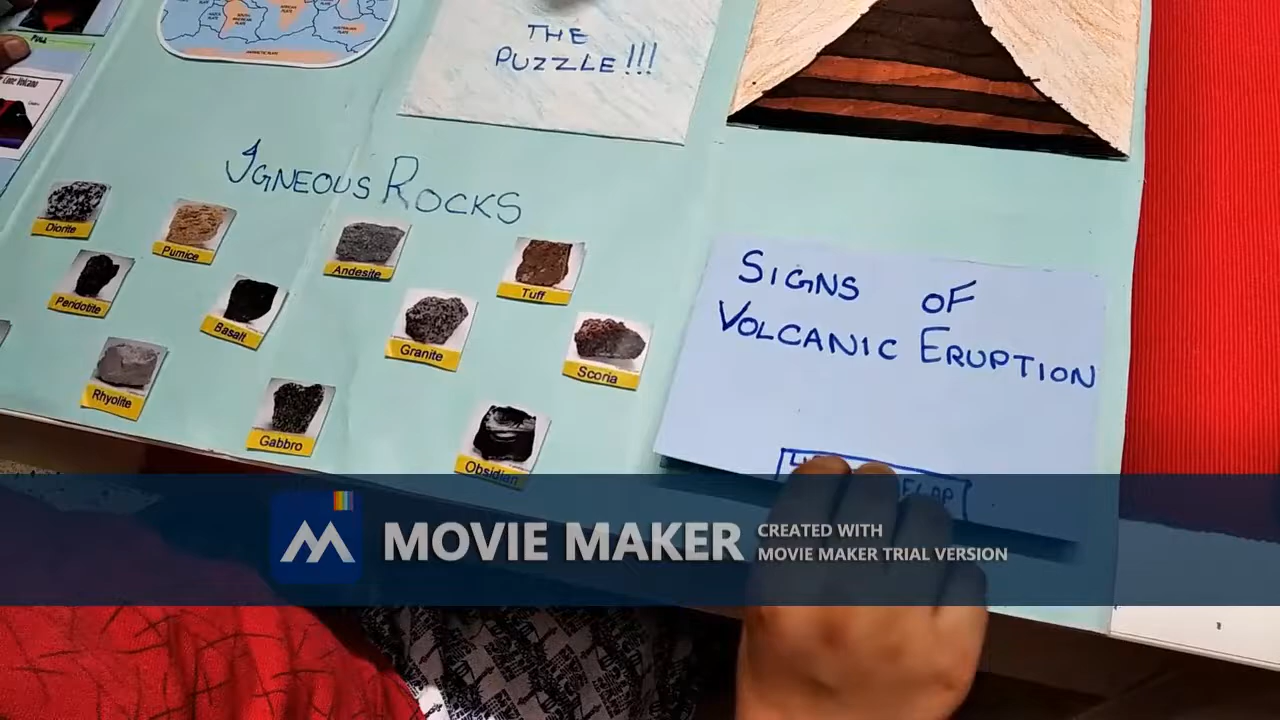 THE
PUZZLE!!!
IGNEOUS ROCKS
Diorite
Pumice
Andesite
Tuff
Peridotite
Basalt
Granite
Scoria
Rhyolite
Gabbro
Obsidian
SIGNS OF
VOLCANIC ERUPTION
FLAP
MOVIE MAKER
CREATED WITH
MOVIE MAKER TRIAL VERSION